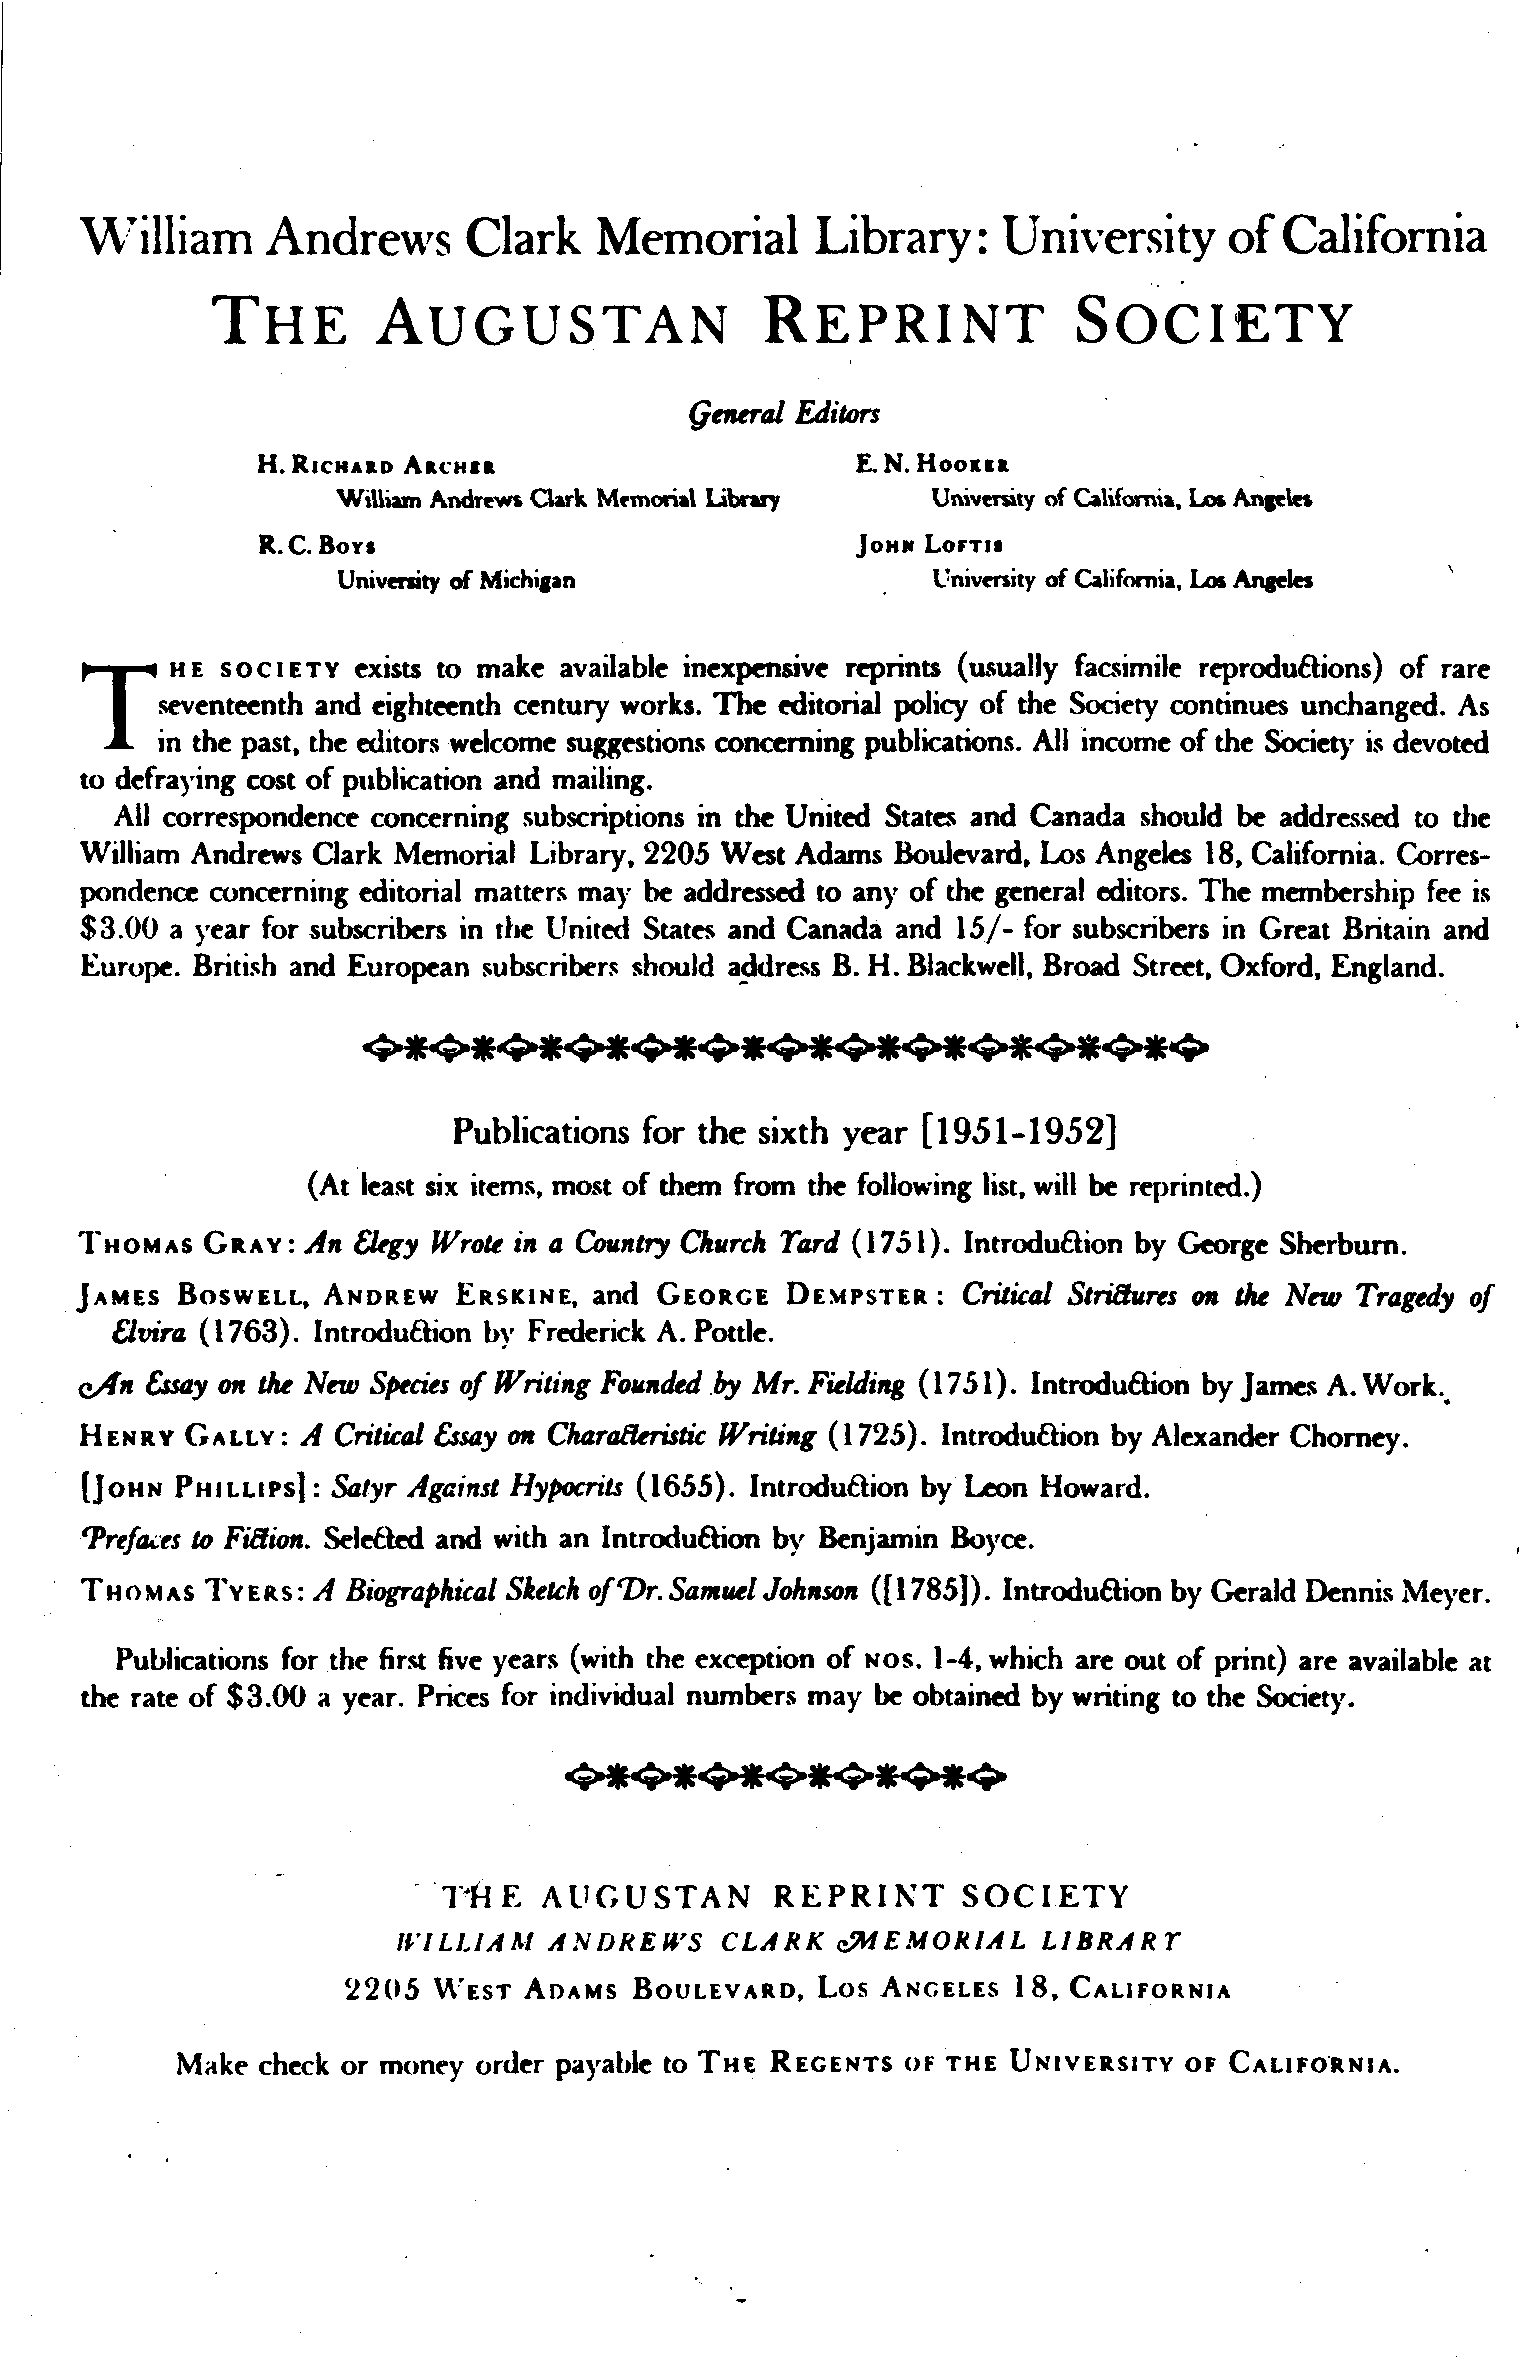 William Andrews Clark Memorial Library: University of California
THE AUGUSTAN REPRINT SOCIETY
General Editors
H. RICHARD ARCHER
William Andrews Clark Memorial Library
E. N. HOOKER
University of California, Los Angeles
R. C. BOYS
University of Michigan
JOHN LOFTIS
University of California, Los Angeles
THE SOCIETY exists to make available inexpensive reprints (usually facsimile reproductions) of rare
seventeenth and eighteenth century works. The editorial policy of the Society continues unchanged. As
in the past, the editors welcome suggestions concerning publications. All income of the Society is devoted
to defraying cost of publication and mailing.
All correspondence concerning subscriptions in the United States and Canada should be addressed to the
William Andrews Clark Memorial Library, 2205 West Adams Boulevard, Los Angeles 18, California. Corres-
pondence concerning editorial matters may be addressed to any of the general editors. The membership fee is
$3.00 a year for subscribers in the United States and Canada and 15/- for subscribers in Great Britain and
Europe. British and European subscribers should address B. H. Blackwell, Broad Street, Oxford, England.
Publications for the sixth year [1951-1952]
(At least six items, most of them from the following list, will be reprinted.)
THOMAS GRAY: An Elegy Wrote in a Country Church Yard (1751). Introduction by George Sherburn.
JAMES BOSWELL, ANDREW ERSKINE, and GEORGE DEMPSTER: Critical Strictures on the New Tragedy of
Elvira (1763). Introduction by Frederick A. Pottle.
An Essay on the New Species of Writing Founded by Mr. Fielding (1751). Introduction by James A. Work.
HENRY GALLY: A Critical Essay on Characteristic Writing (1725). Introduction by Alexander Chorney.
[JOHN PHILLIPS]: Satyr Against Hypocrits (1655). Introduction by Leon Howard.
Prefaces to Fiction. Selected and with an Introduction by Benjamin Boyce.
THOMAS TYERS: A Biographical Sketch of Dr. Samuel Johnson ([1785]). Introduction by Gerald Dennis Meyer.
Publications for the first five years (with the exception of NOS. 1-4, which are out of print) are available at
the rate of $3.00 a year. Prices for individual numbers may be obtained by writing to the Society.
THE AUGUSTAN REPRINT SOCIETY
WILLIAM ANDREWS CLARK MEMORIAL LIBRARY
2205 WEST ADAMS BOULEVARD, LOS ANGELES 18, CALIFORNIA
Make check or money order payable to THE REGENTS OF THE UNIVERSITY OF CALIFORNIA.